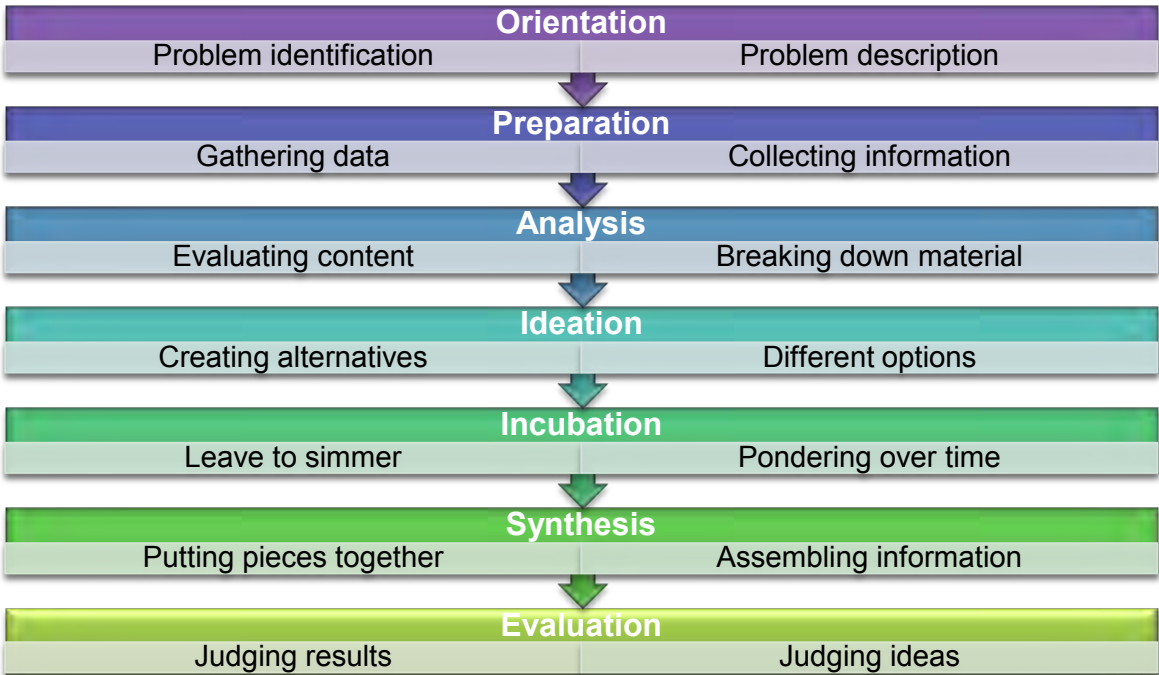 Orientation
Problem identification Problem description
Preparation
Gathering data Collecting information
Analysis
Evaluating content Breaking down material
Ideation
Creating alternatives Different options
Incubation
Leave to simmer Pondering over time
Synthesis
Putting pieces together Assembling information
Evaluation
Judging results Judging ideas